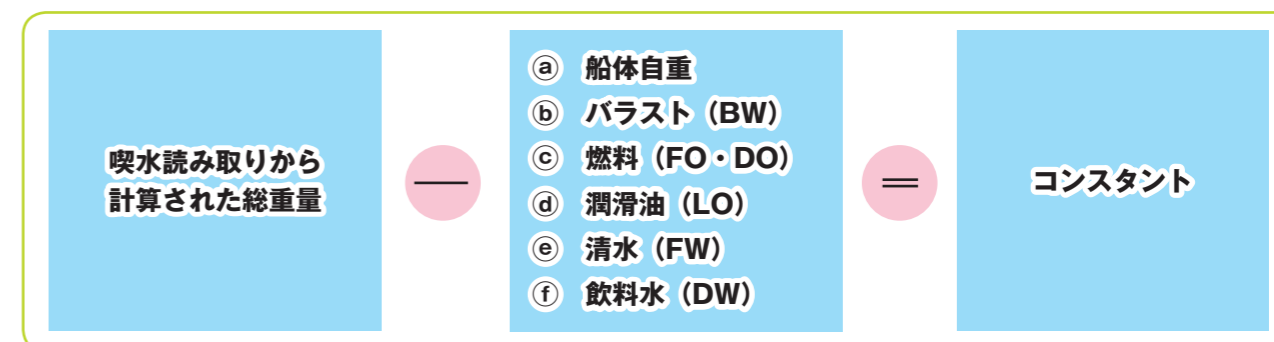 喫水読み取りから
計算された総重量
—
ⓐ 船体自重
ⓑ バラスト（BW）
ⓒ 燃料（FO・DO）
ⓓ 潤滑油（LO）
ⓔ 清水（FW）
ⓕ 飲料水（DW）
＝
コンスタント